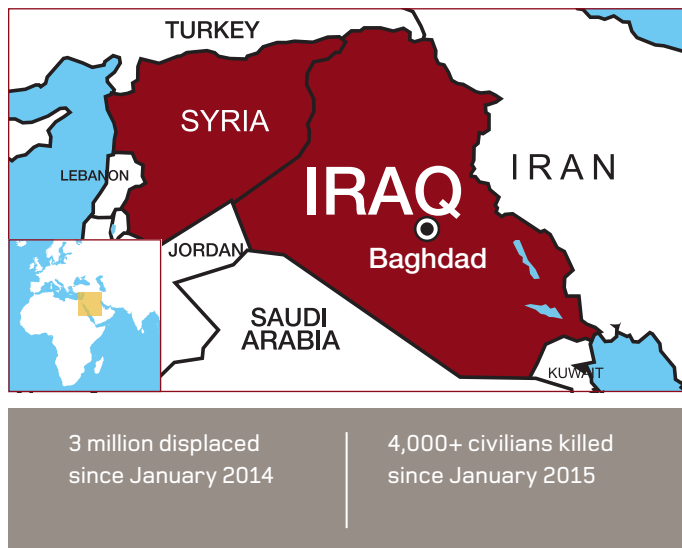 TURKEY
SYRIA
LEBANON
IRAQ
IRAN
Baghdad
JORDAN
SAUDI
ARABIA
KUWAIT
3 million displaced
since January 2014
4,000+ civilians killed
since January 2015